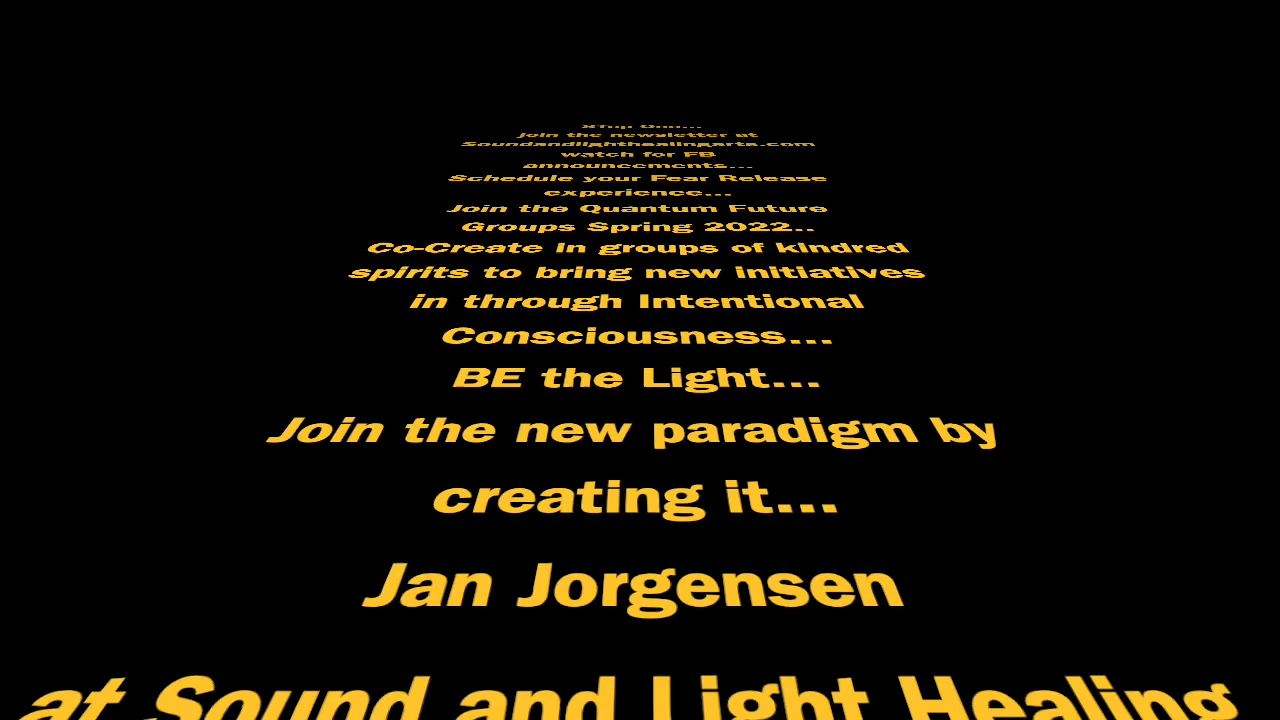 Join the newsletter at
Soundandlighthealingarts.com
watch for FB
announcements...
Schedule your Fear Release
experience...
Join the Quantum Future
Groups Spring 2022..
Co-Create in groups of kindred
spirits to bring new initiatives
in through Intentional
Consciousness...
BE the Light...
Join the new paradigm by
creating it...
Jan Jorgensen
at Sound and Light Healing